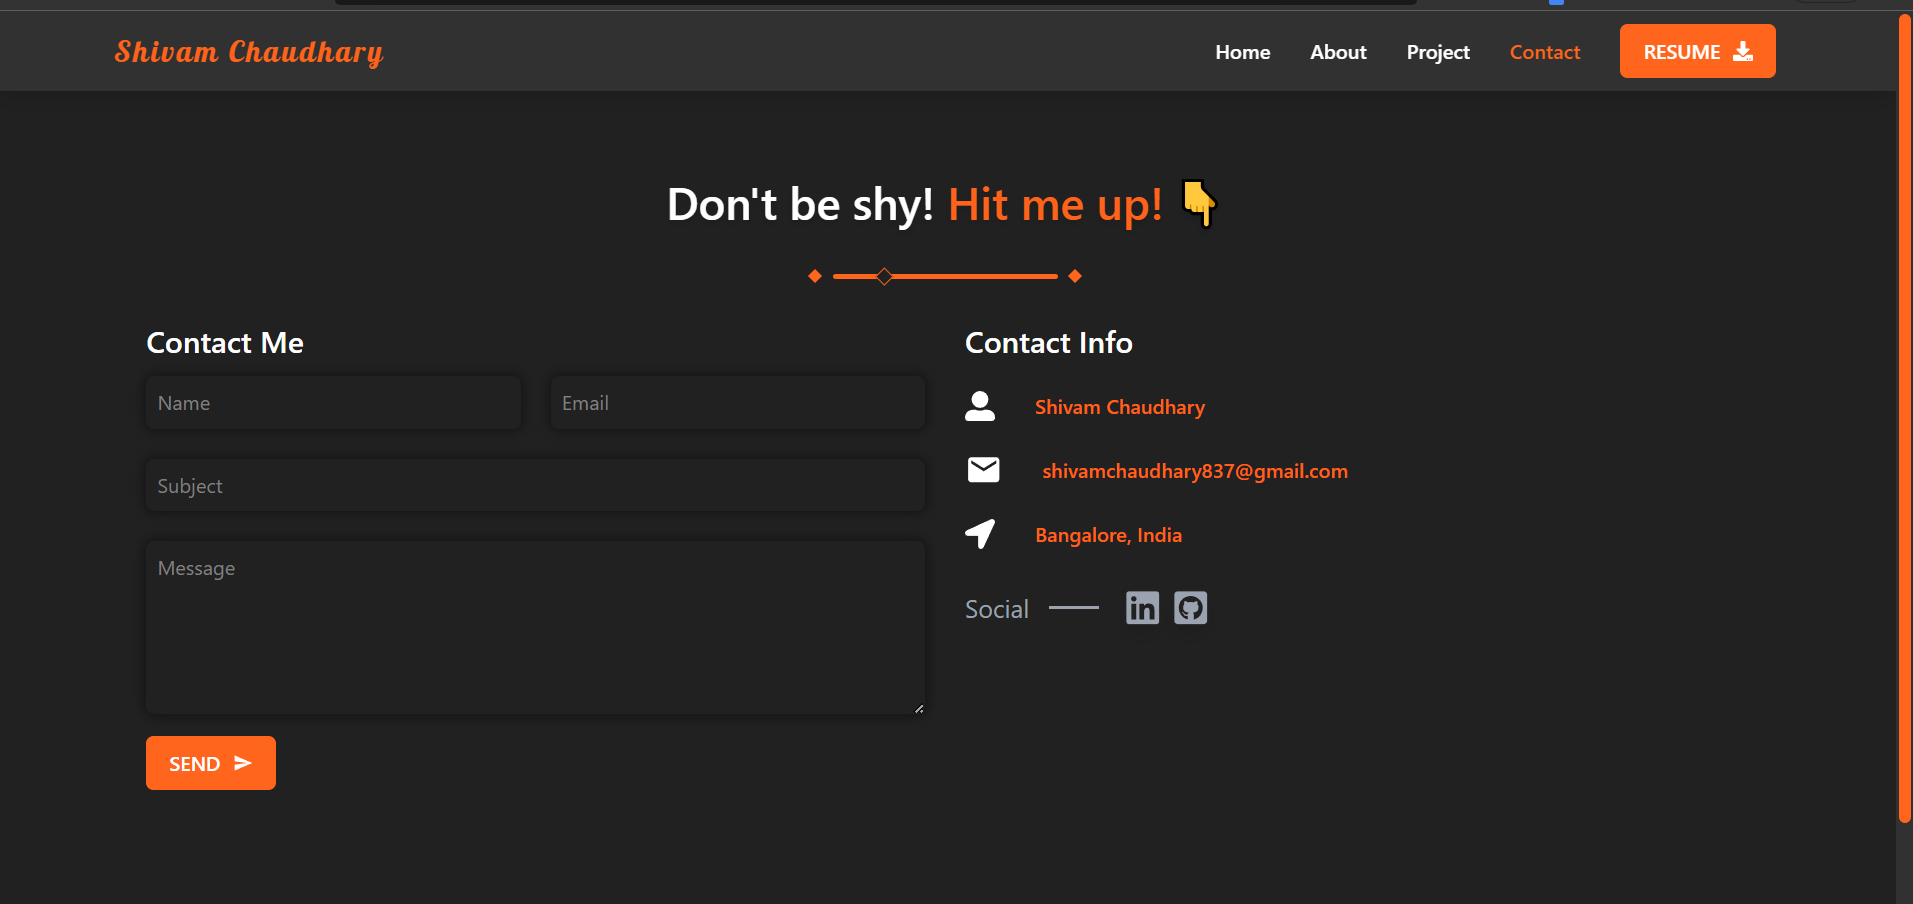 Shivam Chaudhary
Home About Project Contact RESUME
Don't be shy! Hit me up!
Contact Me
Name
Email
Subject
Message
SEND
Contact Info
Shivam Chaudhary
shivamchaudhary837@gmail.com
Bangalore, India
Social in